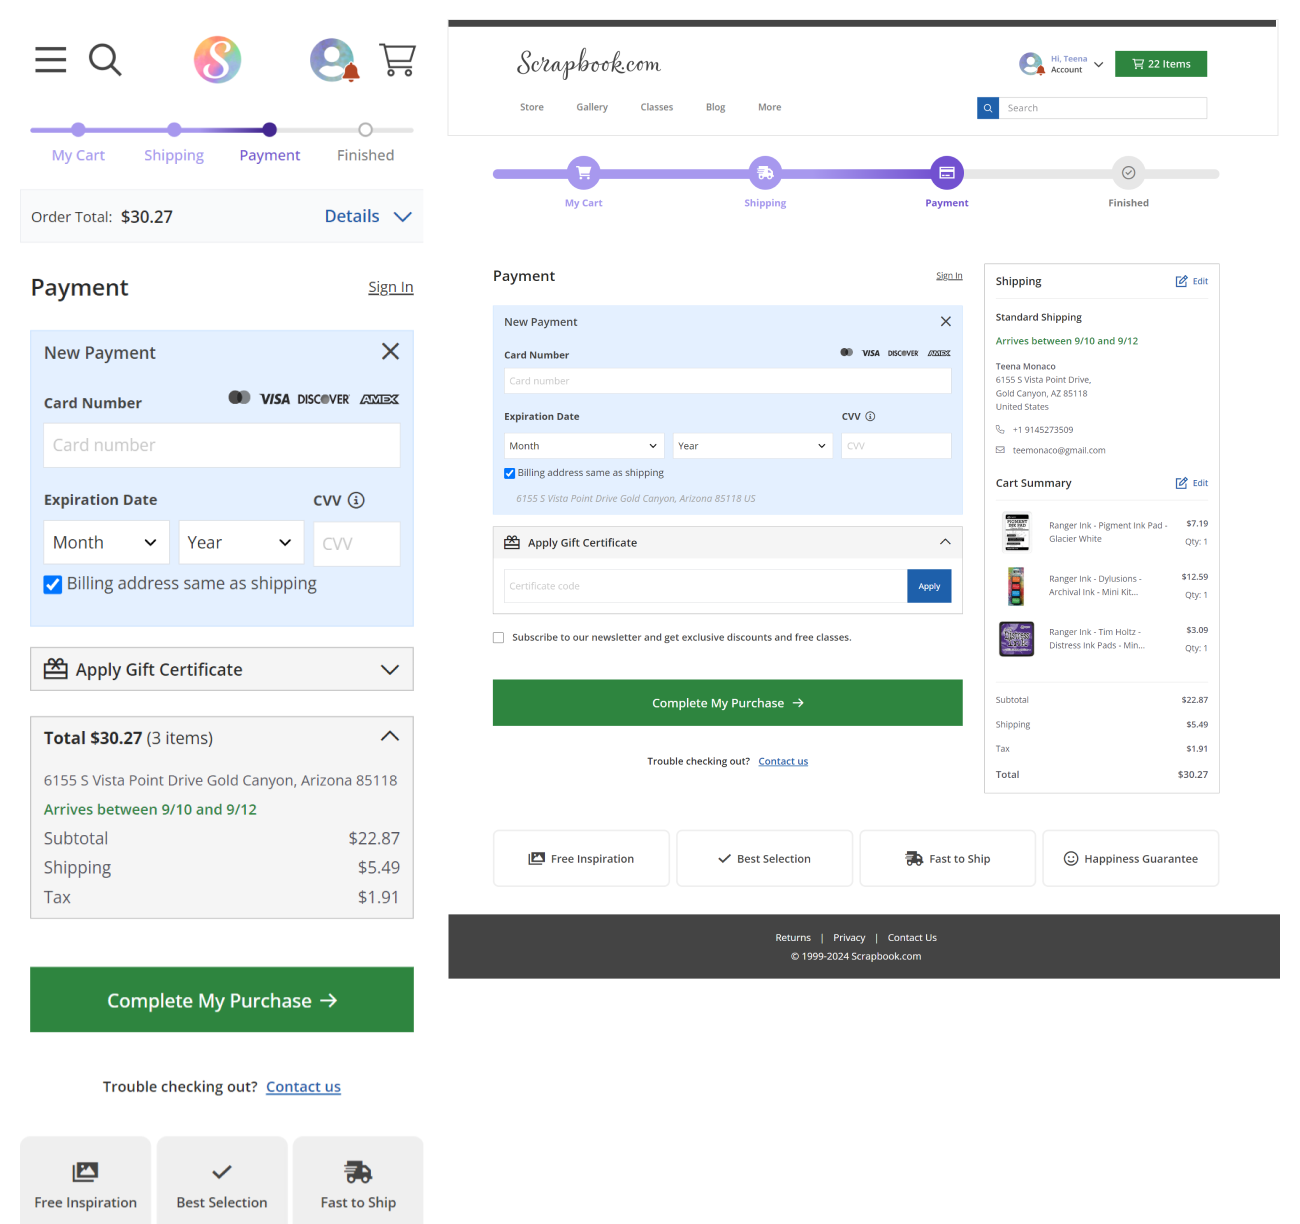 My Cart Shipping Payment Finished
Order Total: $30.27 Details
Payment Sign In
New Payment
Card Number VISA DISCOVER AMEX
Card number
Expiration Date CVV
Month Year CVV
Billing address same as shipping
Apply Gift Certificate
Total $30.27 (3 items)
6155 S Vista Point Drive Gold Canyon, Arizona 85118
Arrives between 9/10 and 9/12
Subtotal $22.87
Shipping $5.49
Tax $1.91
Complete My Purchase
Trouble checking out? Contact us
Free Inspiration Best Selection Fast to Ship
Scrapbook.com
Hi, Teena
Account
22 Items
Store Gallery Classes Blog More
Search
My Cart Shipping Payment Finished
Payment Sign In
New Payment
Card Number VISA DISCOVER AMEX
Card number
Expiration Date CVV
Month Year CVV
Billing address same as shipping
6155 S Vista Point Drive Gold Canyon, Arizona 85118 US
Apply Gift Certificate
Certificate code Apply
Subscribe to our newsletter and get exclusive discounts and free classes.
Complete My Purchase
Trouble checking out? Contact us
Shipping Edit
Standard Shipping
Arrives between 9/10 and 9/12
Teena Monaco
6155 S Vista Point Drive,
Gold Canyon, AZ 85118
United States
+1 9145273509
teemonaco@gmail.com
Cart Summary Edit
PIGMENT
INK PAD
Ranger Ink - Pigment Ink Pad - $7.19
Glacier White Qty: 1
Ranger Ink - Dylusions - $12.59
Archival Ink - Mini Kit... Qty: 1
Ranger Ink - Tim Holtz - $3.09
Distress Ink Pads - Min... Qty: 1
Subtotal $22.87
Shipping $5.49
Tax $1.91
Total $30.27
Free Inspiration Best Selection Fast to Ship Happiness Guarantee
Returns | Privacy | Contact Us
© 1999-2024 Scrapbook.com